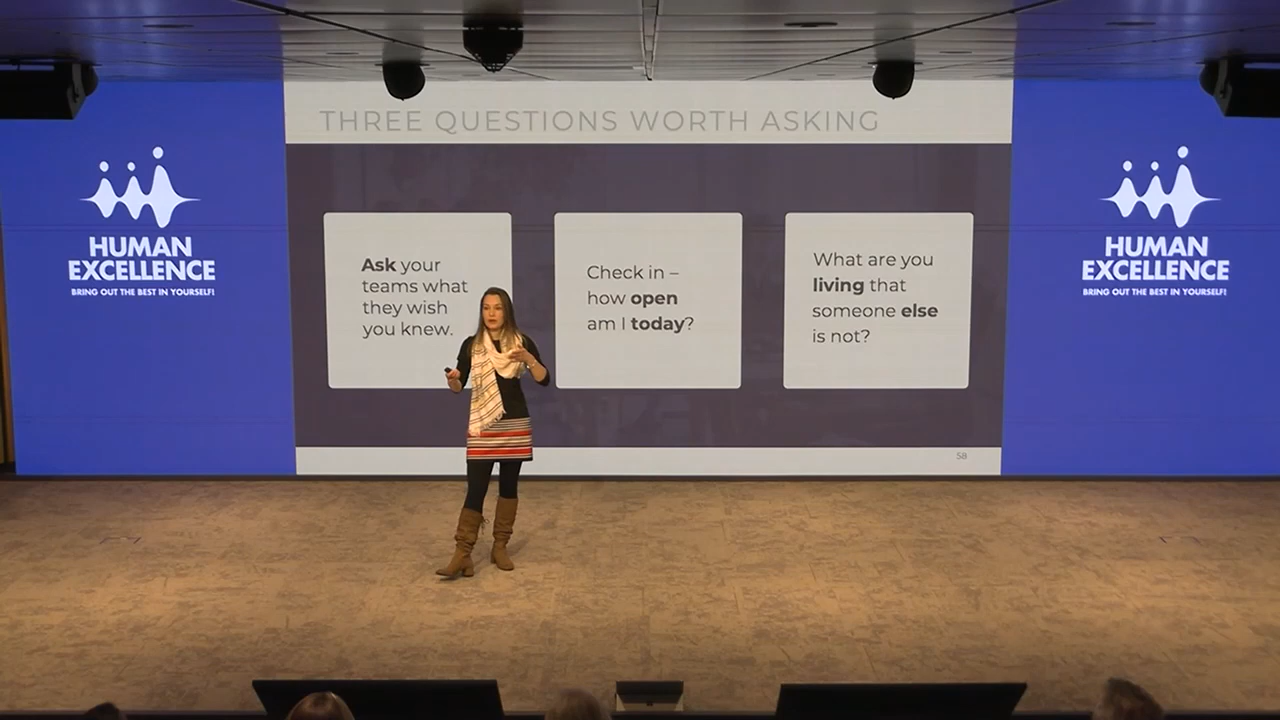 THREE QUESTIONS WORTH ASKING
HUMAN
EXCELLENCE
BRING OUT THE BEST IN YOURSELF!
Ask your
teams what
they wish
you knew.
Check in –
how open
am I today?
What are you
living that
someone else
is not?
HUMAN
EXCELLENCE
BRING OUT THE BEST IN YOURSELF!
58